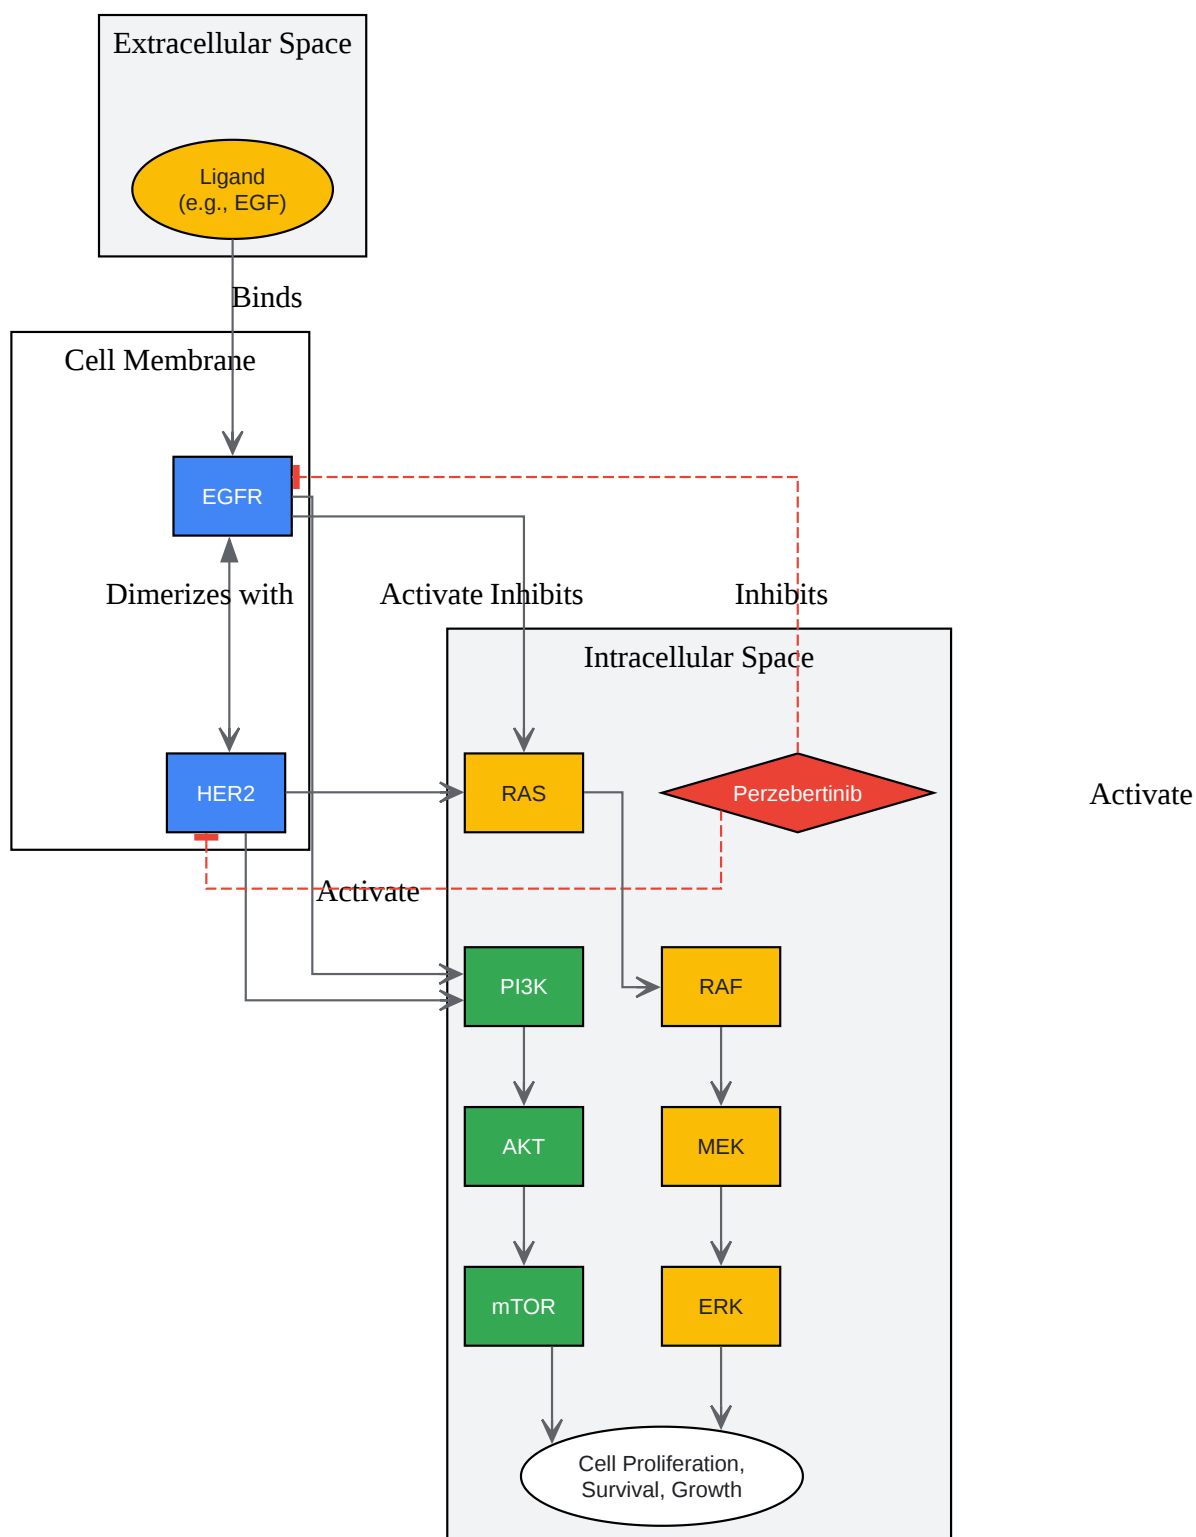 Extracellular Space
Ligand
(e.g., EGF)
Binds
Cell Membrane
EGFR
Dimerizes with
Activate
Inhibits
Inhibits
Intracellular Space
HER2
RAS
Perzebertinib
Activate
Activate
PI3K
RAF
AKT
MEK
mTOR
ERK
Cell Proliferation,
Survival, Growth